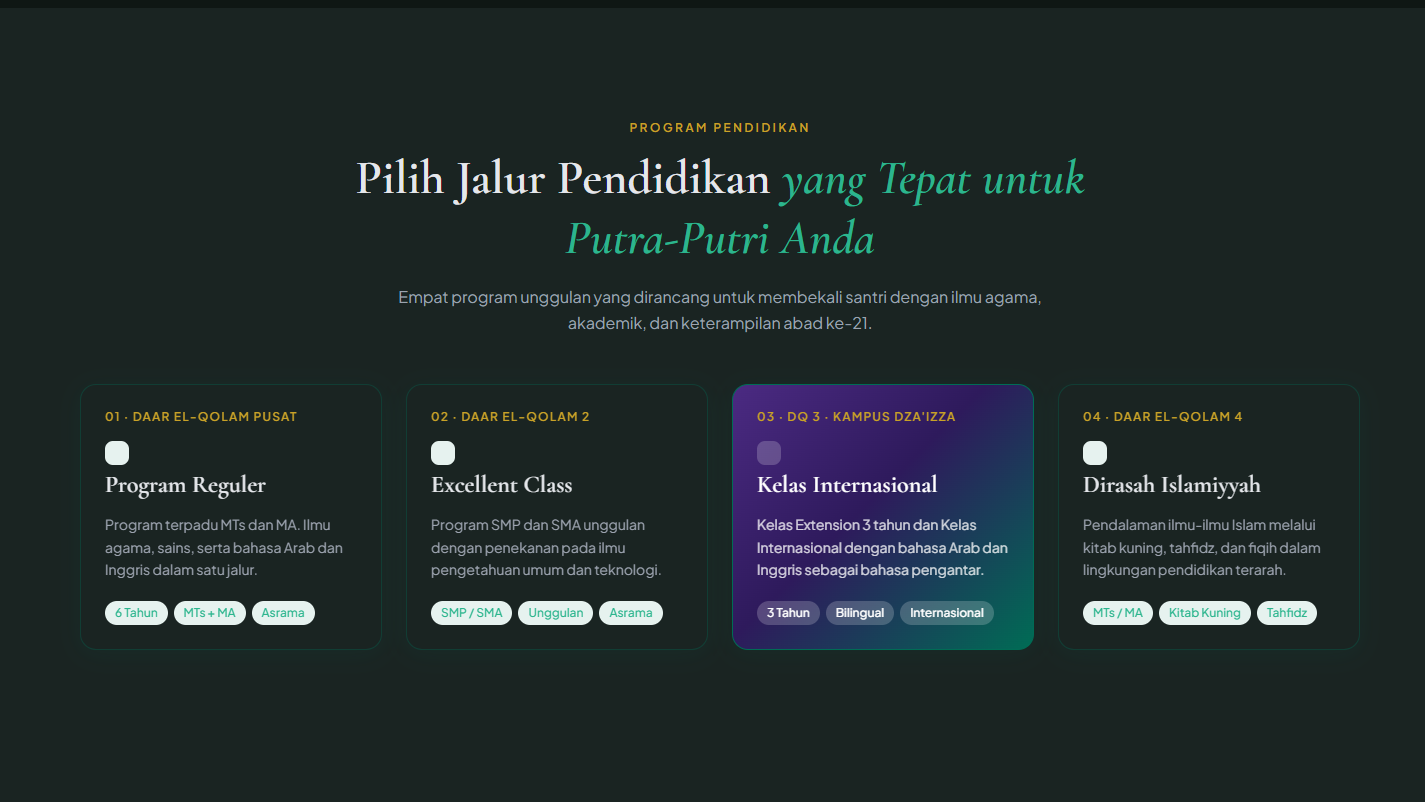 PROGRAM PENDIDIKAN
Pilih Jalur Pendidikan yang Tepat untuk
Putra-Putri Anda
Empat program unggulan yang dirancang untuk membekali santri dengan ilmu agama,
akademik, dan keterampilan abad ke-21.
01 · DAAR EL-QOLAM PUSAT
Program Reguler
Program terpadu MTs dan MA. Ilmu
agama, sains, serta bahasa Arab dan
Inggris dalam satu jalur.
6 Tahun
MTs + MA
Asrama
02 · DAAR EL-QOLAM 2
Excellent Class
Program SMP dan SMA unggulan
dengan penekanan pada ilmu
pengetahuan umum dan teknologi.
SMP / SMA
Unggulan
Asrama
03 · DQ 3 · KAMPUS DZA'IZZA
Kelas Internasional
Kelas Extension 3 tahun dan Kelas
Internasional dengan bahasa Arab dan
Inggris sebagai bahasa pengantar.
3 Tahun
Bilingual
Internasional
04 · DAAR EL-QOLAM 4
Dirasah Islamiyyah
Pendalaman ilmu-ilmu Islam melalui
kitab kuning, tahfidz, dan fiqih dalam
lingkungan pendidikan terarah.
MTs / MA
Kitab Kuning
Tahfidz